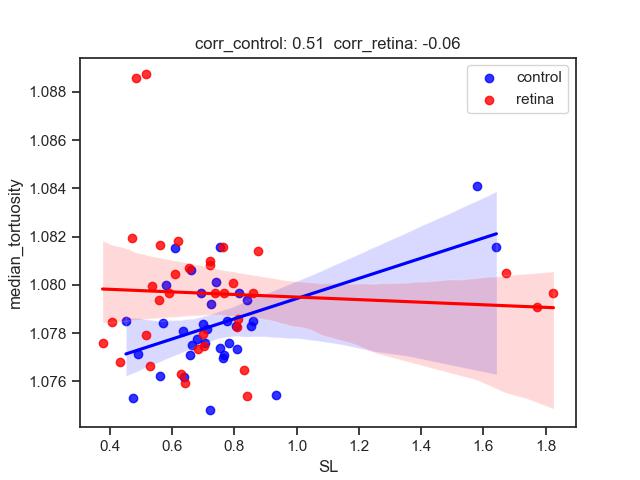 corr_control: 0.51  corr_retina: -0.06
control
retina
1.088
1.086
1.084
1.082
1.080
1.078
1.076
median_tortuosity
0.4 0.6 0.8 1.0 1.2 1.4 1.6 1.8
SL